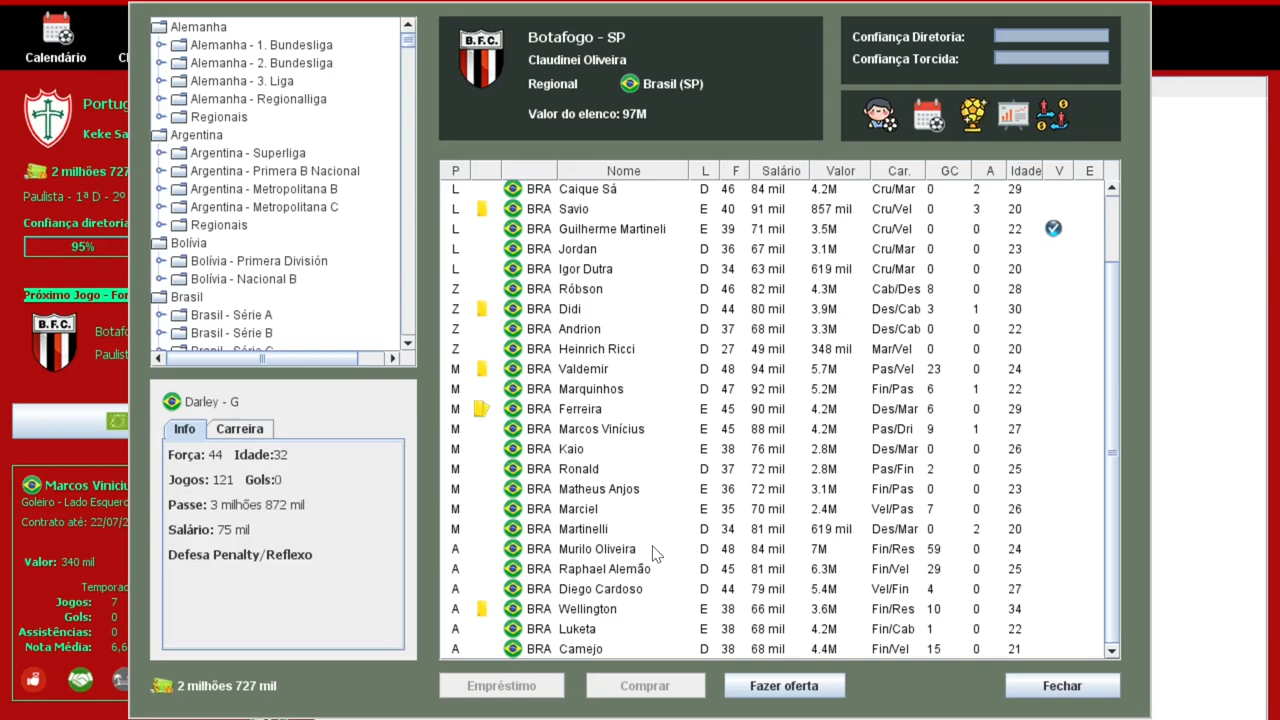 Calendário
Portug
Keke Sa
2 milhões 727
Paulista - 1ª D - 2º
Confiança diretoria
95%
Próximo Jogo - For
B.F.C.
Botafo
Paulist
Marcos Viniciu
Goleiro - Lado Esquero
Contrato até: 22/07/2
Valor: 340 mil
Temporac
Jogos: 7
Gols: 0
Assistências: 0
Nota Média: 6,6
Alemanha
Alemanha - 1. Bundesliga
Alemanha - 2. Bundesliga
Alemanha - 3. Liga
Alemanha - Regionalliga
Regionais
Argentina
Argentina - Superliga
Argentina - Primera B Nacional
Argentina - Metropolitana B
Argentina - Metropolitana C
Regionais
Bolívia
Bolívia - Primera División
Bolívia - Nacional B
Brasil
Brasil - Série A
Brasil - Série B
Brasil - Série C
Darley - G
Info Carreira
Força: 44 Idade:32
Jogos: 121 Gols:0
Passe: 3 milhões 872 mil
Salário: 75 mil
Defesa Penalty/Reflexo
2 milhões 727 mil
B.F.C.
Botafogo - SP
Claudinei Oliveira
Regional Brasil (SP)
Valor do elenco: 97M
Confiança Diretoria:
Confiança Torcida:
P Nome L F Salário Valor Car. GC A Idade V E
L BRA Caique Sá D 46 84 mil 4.2M Cru/Mar 0 2 29
L BRA Savio E 40 91 mil 857 mil Cru/Vel 0 3 20
L BRA Guilherme Martineli E 39 71 mil 3.5M Cru/Vel 0 0 22
L BRA Jordan D 36 67 mil 3.1M Cru/Mar 0 0 23
L BRA Igor Dutra D 34 63 mil 619 mil Cru/Mar 0 0 20
Z BRA Róbson D 46 82 mil 4.3M Cab/Des 8 0 28
Z BRA Didi D 44 80 mil 3.9M Des/Cab 3 1 30
Z BRA Andrion D 37 68 mil 3.3M Des/Cab 0 0 22
Z BRA Heinrich Ricci D 27 49 mil 348 mil Mar/Vel 0 0 20
M BRA Valdemir D 48 94 mil 5.7M Pas/Vel 23 0 24
M BRA Marquinhos D 47 92 mil 5.2M Fin/Pas 6 1 22
M BRA Ferreira E 45 90 mil 4.2M Des/Mar 6 0 29
M BRA Marcos Vinícius E 45 88 mil 4.2M Pas/Dri 9 1 27
M BRA Kaio E 38 76 mil 2.8M Des/Mar 0 0 26
M BRA Ronald D 37 72 mil 2.8M Pas/Fin 2 0 25
M BRA Matheus Anjos E 36 72 mil 3.1M Fin/Pas 0 0 23
M BRA Marciel E 35 70 mil 2.4M Vel/Pas 7 0 26
M BRA Martinelli D 34 81 mil 619 mil Des/Mar 0 2 20
A BRA Murilo Oliveira D 48 84 mil 7M Fin/Res 59 0 24
A BRA Raphael Alemão D 45 81 mil 6.3M Fin/Vel 29 0 25
A BRA Diego Cardoso D 44 79 mil 5.4M Vel/Fin 4 0 27
A BRA Wellington E 38 66 mil 3.6M Fin/Res 10 0 34
A BRA Luketa E 38 68 mil 4.2M Fin/Cab 1 0 22
A BRA Camejo D 38 68 mil 4.4M Fin/Vel 15 0 21
Empréstimo Comprar Fazer oferta Fechar